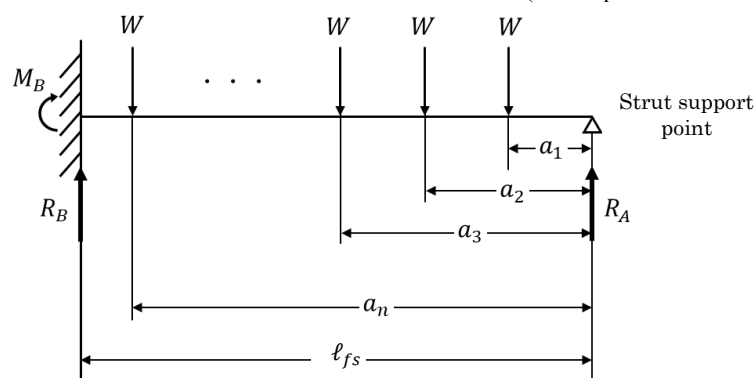 W
W
W
W
. . .
M_B
Strut support
point
a_1
a_2
R_B
R_A
a_3
a_n
ℓ_fs